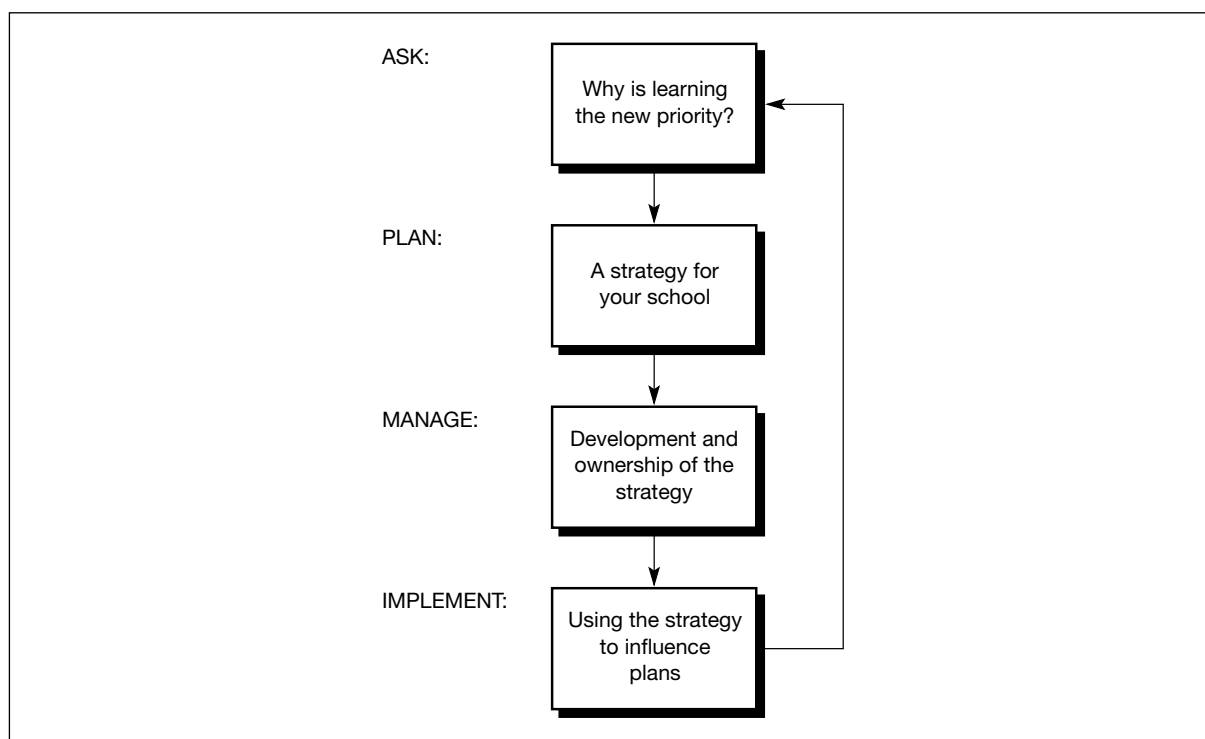 ASK:
Why is learning
the new priority?
PLAN:
A strategy for
your school
MANAGE:
Development and
ownership of the
strategy
IMPLEMENT:
Using the strategy
to influence
plans